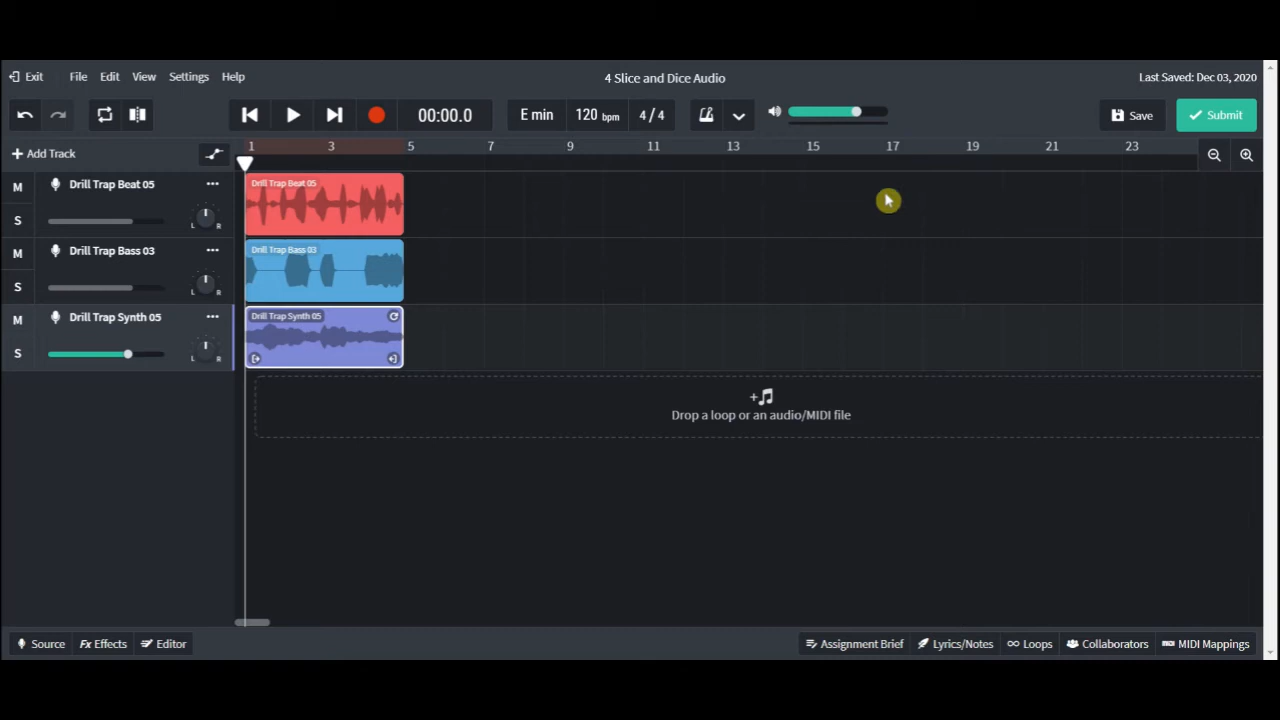 Exit File Edit View Settings Help 4 Slice and Dice Audio Last Saved: Dec 03, 2020
00:00.0 E min 120 bpm 4 / 4 Save Submit
+ Add Track 1 3 5 7 9 11 13 15 17 19 21 23
M Drill Trap Beat 05 ••• Drill Trap Beat 05
S L R
M Drill Trap Bass 03 ••• Drill Trap Bass 03
S L R
M Drill Trap Synth 05 ••• Drill Trap Synth 05
S L R
Drop a loop or an audio/MIDI file
Source Fx Effects Editor Assignment Brief Lyrics/Notes Loops Collaborators MIDI Mappings